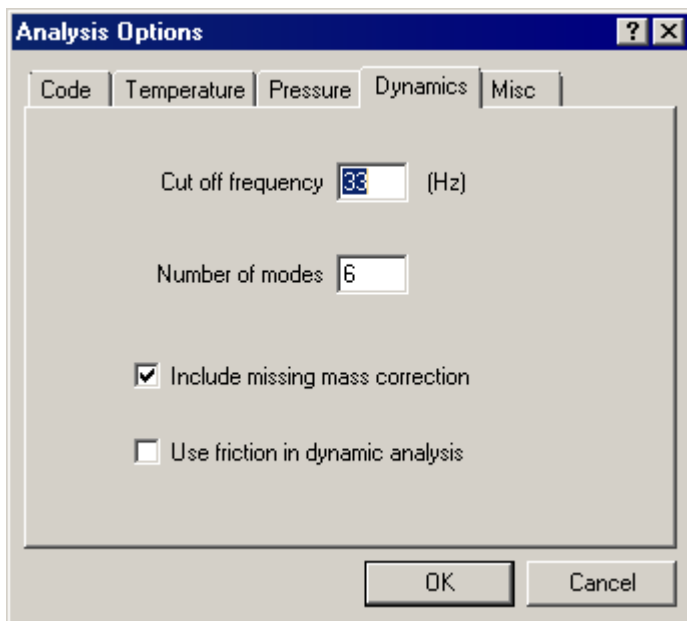 Analysis Options
Code Temperature Pressure Dynamics Misc
Cut off frequency 33 (Hz)
Number of modes 6
Include missing mass correction
Use friction in dynamic analysis
OK Cancel